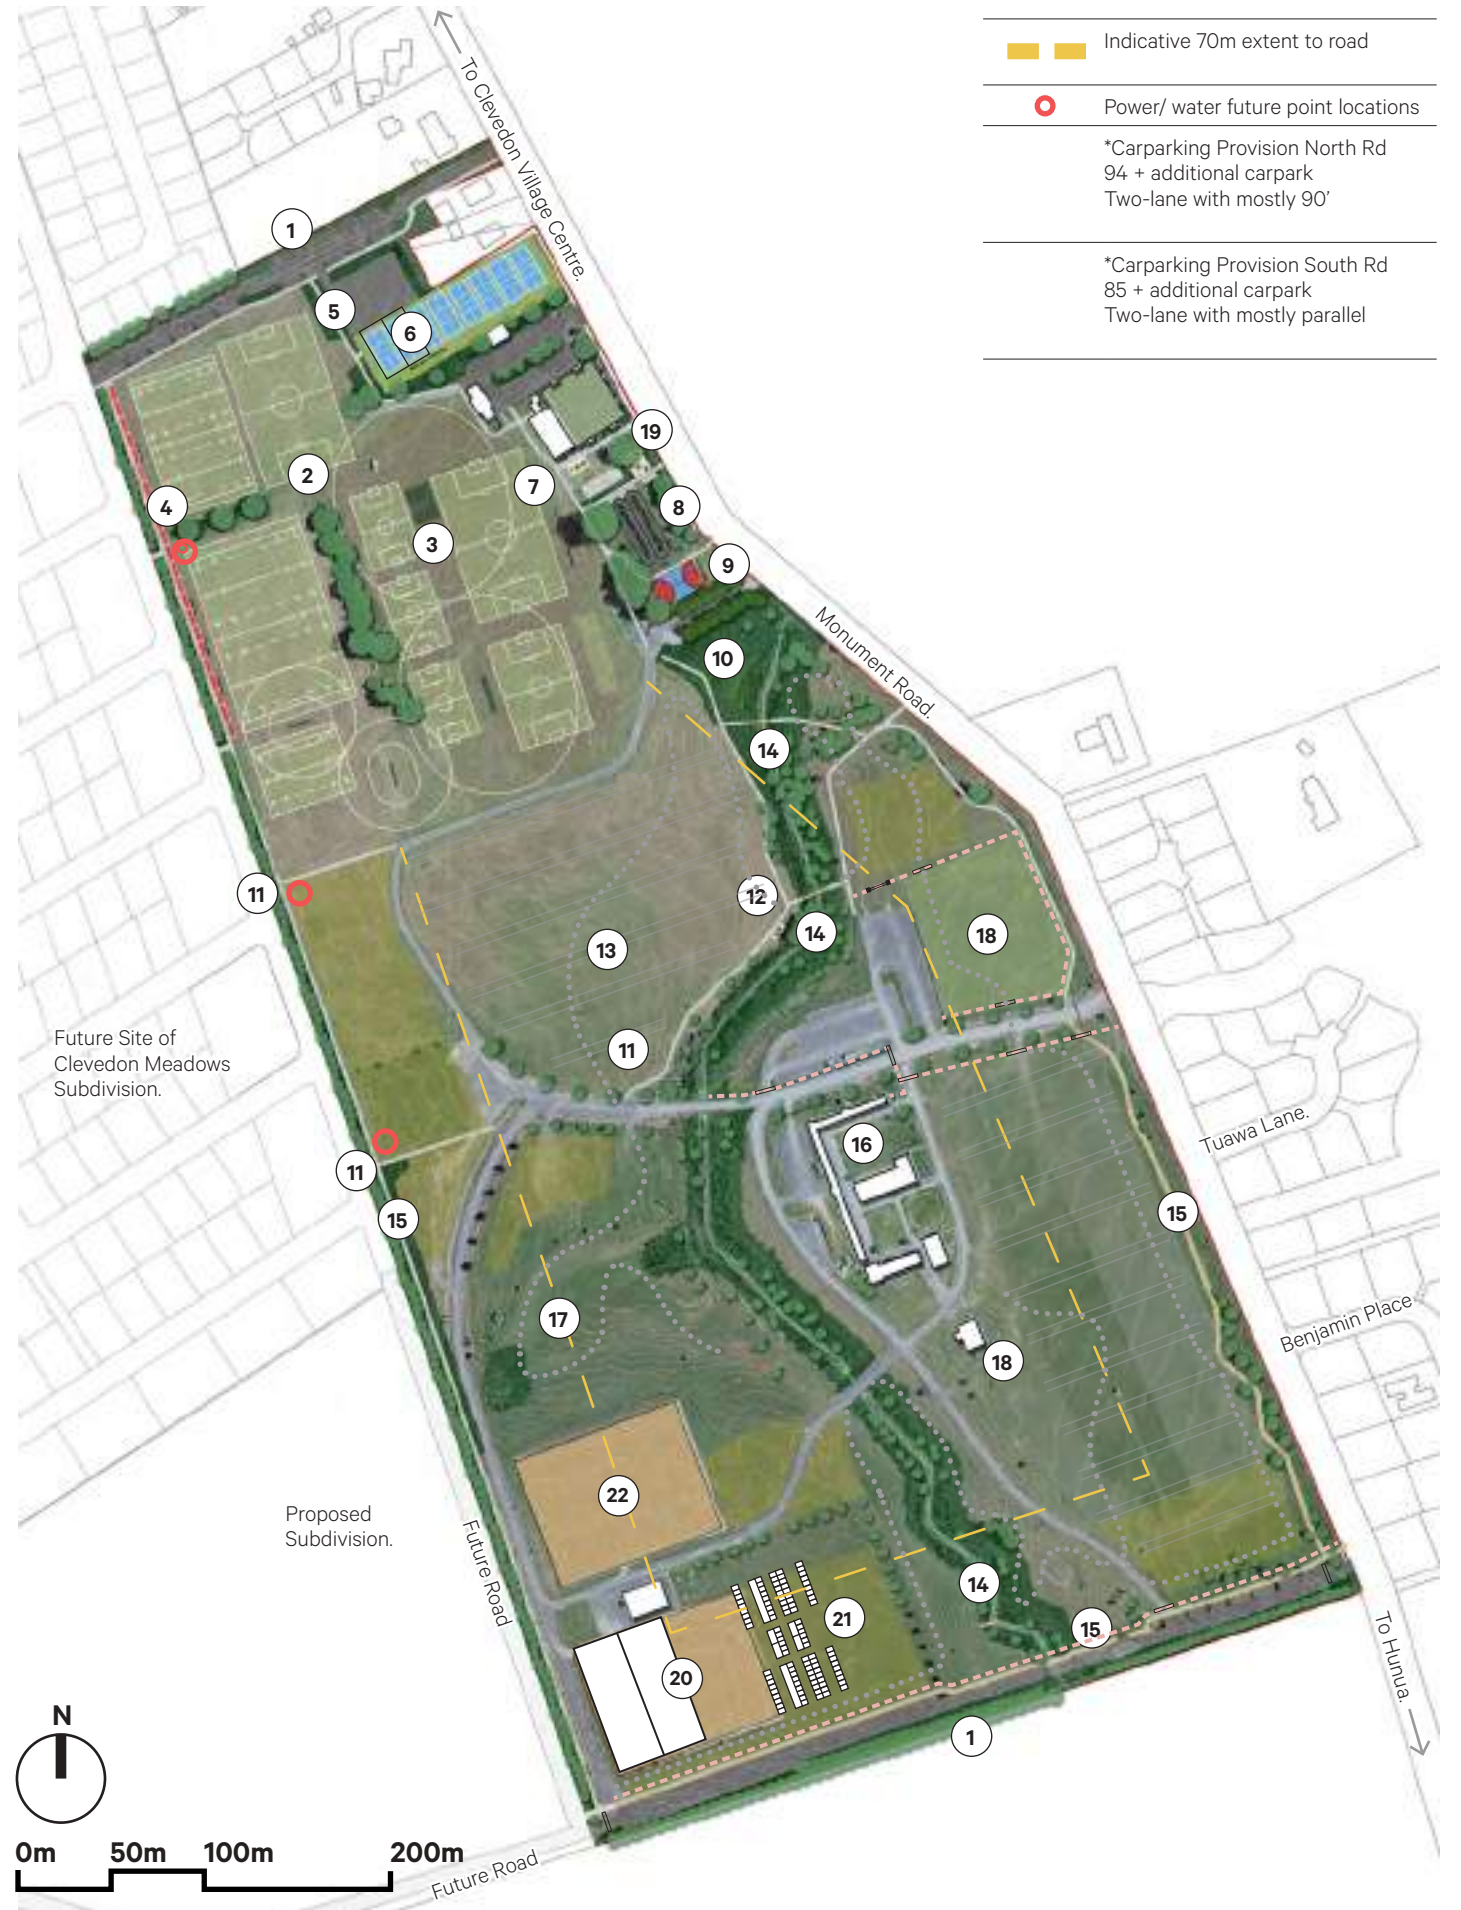 Indicative 70m extent to road
Power/ water future point locations
*Carparking Provision North Rd
94 + additional carpark
Two-lane with mostly 90'
*Carparking Provision South Rd
85 + additional carpark
Two-lane with mostly parallel
To Clevedon Village Centre.
1
5
6
19
2
7
4
8
3
9
Monument Road.
10
14
11
12
14
18
13
Future Site of
Clevedon Meadows
Subdivision.
11
Tuawa Lane.
16
11
15
15
Benjamin Place
17
18
22
Proposed
Subdivision.
Future Road
14
21
15
To Hunua.
20
N
1
0m 50m 100m 200m
Future Road